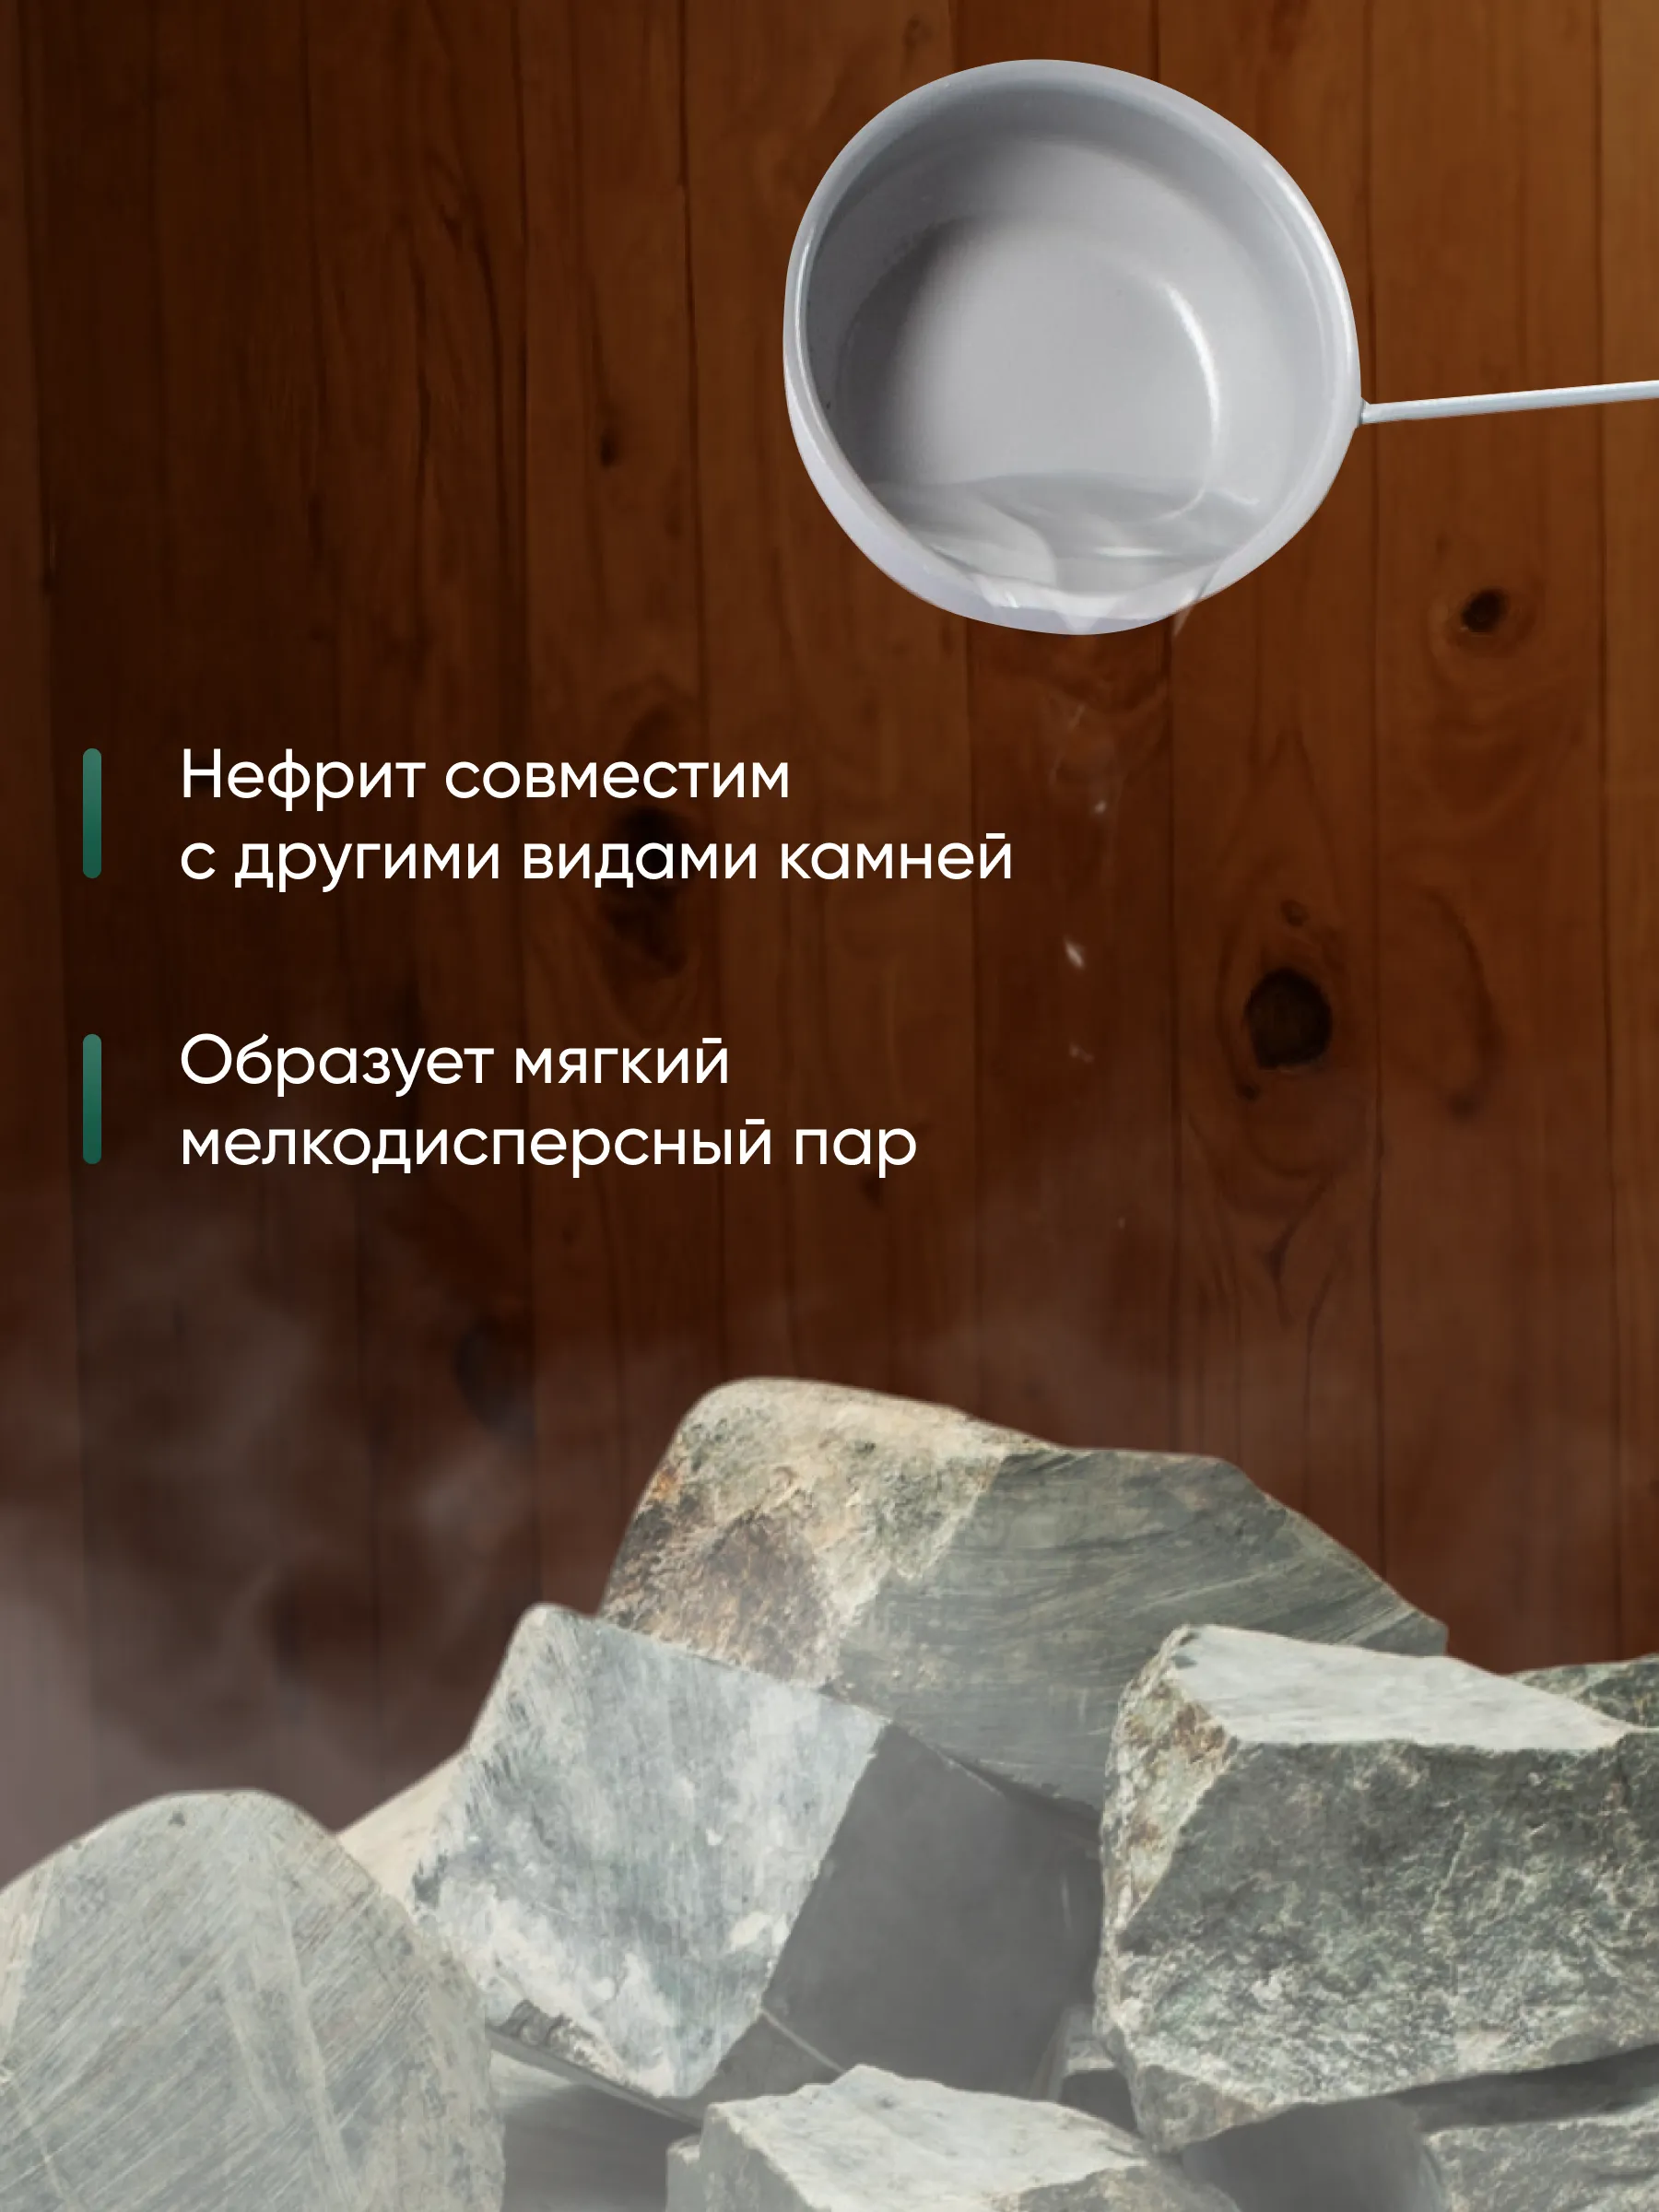 Нефрит совместим
с другими видами камней
Образует мягкий
мелкодисперсный пар